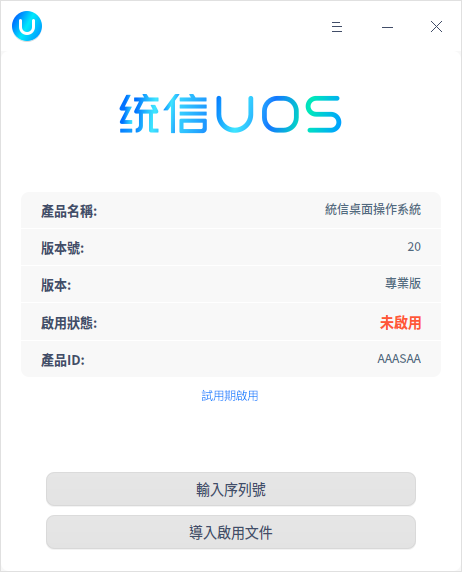 统信UOS
產品名稱: 統信桌面操作系統
版本號: 20
版本: 專業版
啟用狀態: 未啟用
產品ID: AAASAA
試用期啟用
輸入序列號
導入啟用文件